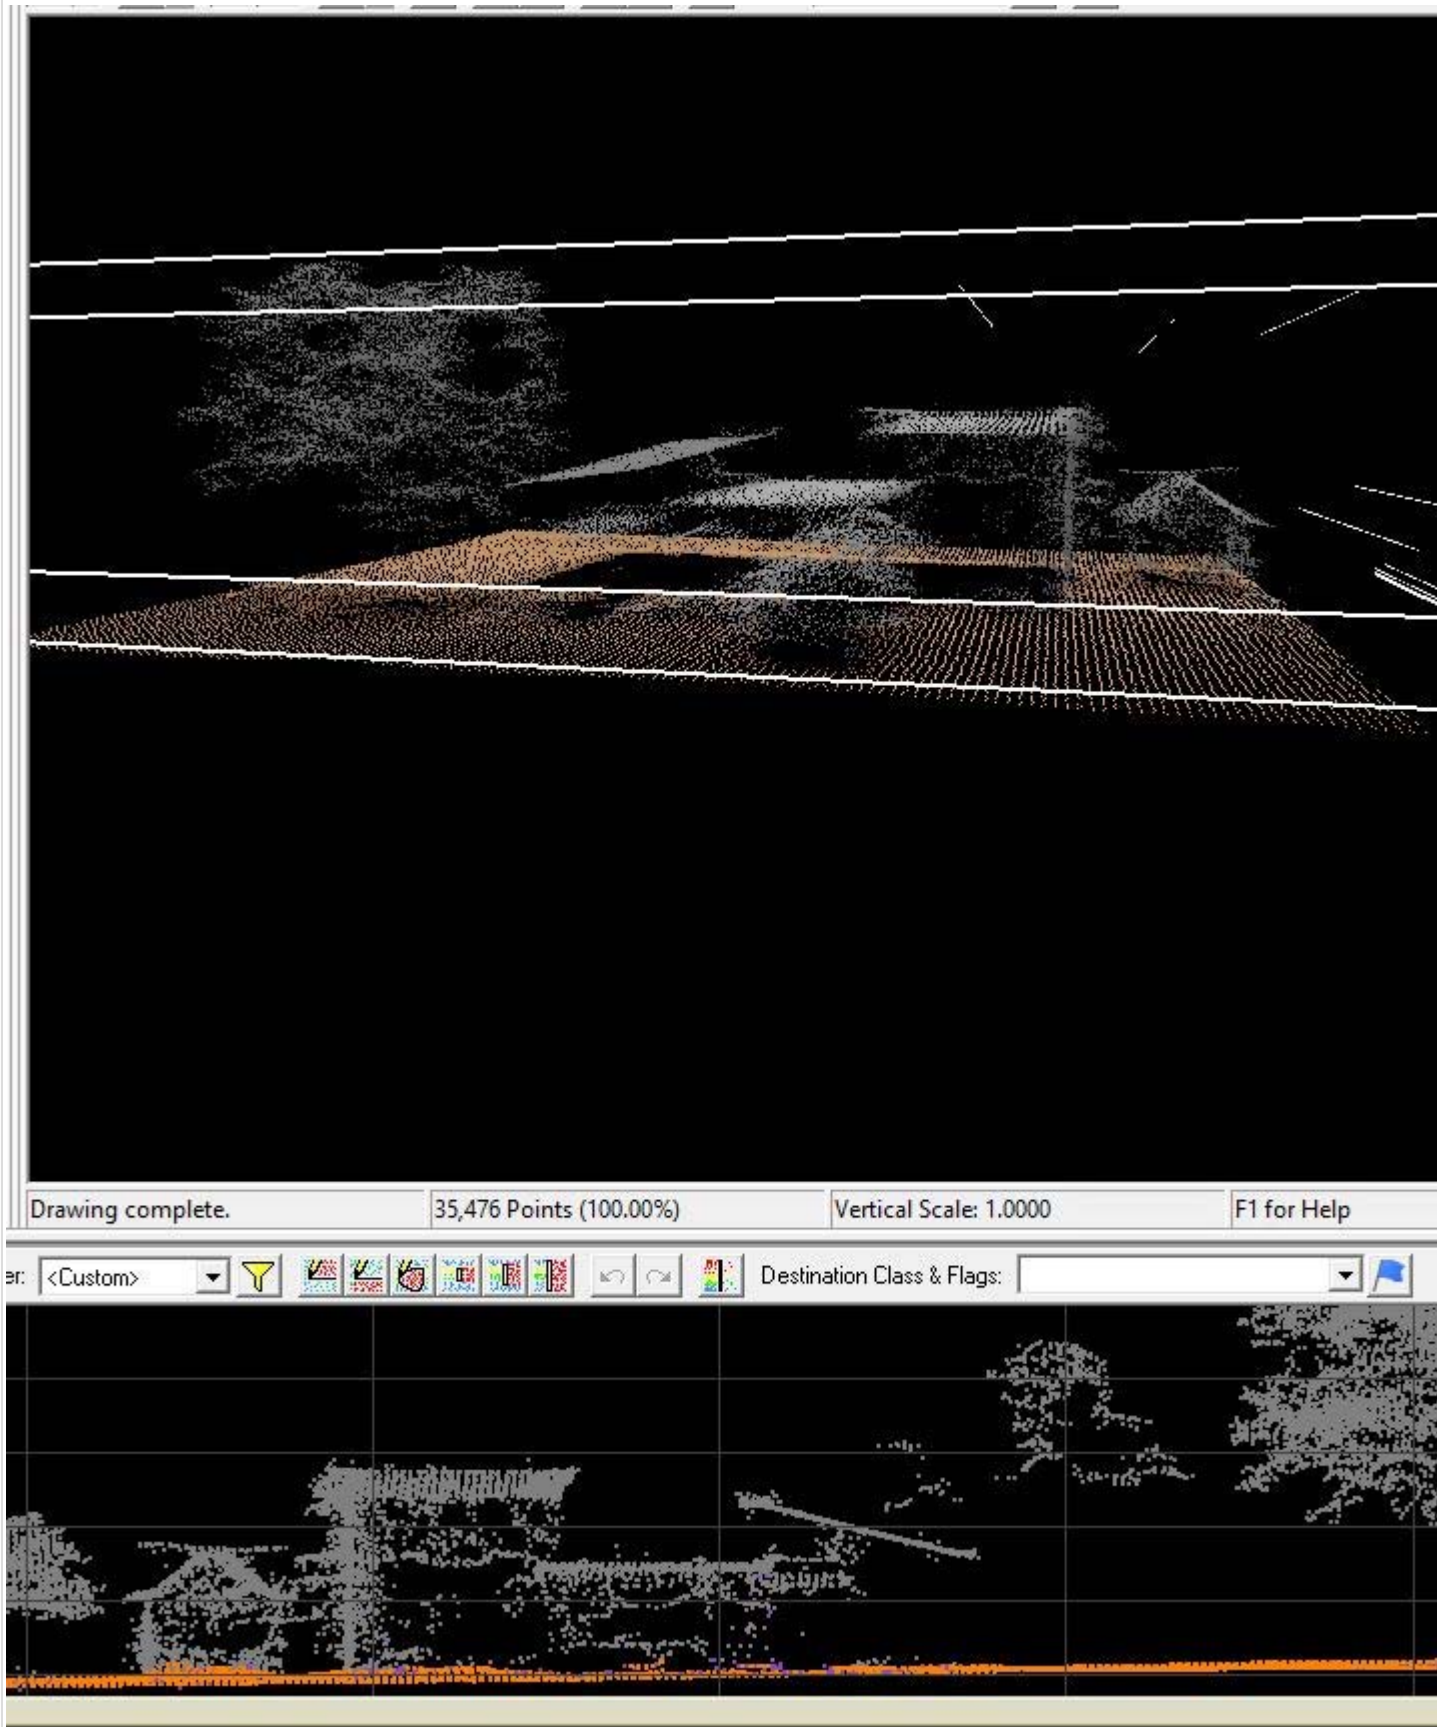 Drawing complete. 35,476 Points (100.00%) Vertical Scale: 1.0000 F1 for Help
er: <Custom> Destination Class & Flags: